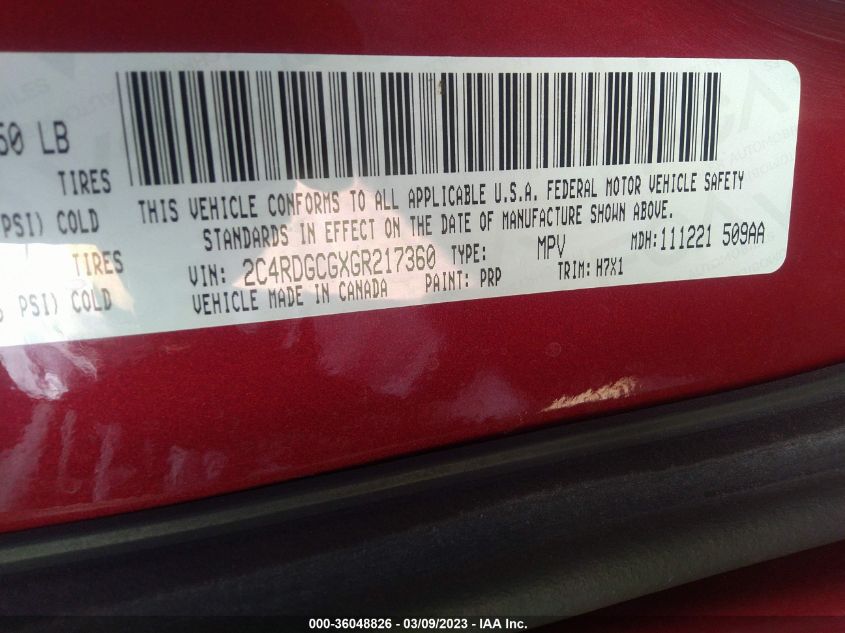 60 LB
TIRES
PSI) COLD
TIRES
PSI) COLD
THIS VEHICLE CONFORMS TO ALL APPLICABLE U.S.A. FEDERAL MOTOR VEHICLE SAFETY
STANDARDS IN EFFECT ON THE DATE OF MANUFACTURE SHOWN ABOVE.
VIN: 2C4RDGCGXGR217360 TYPE: MPV MDH: 111221 509AA
VEHICLE MADE IN CANADA PAINT: PRP TRIM: H7X1
000-36048826 - 03/09/2023 - IAA Inc.